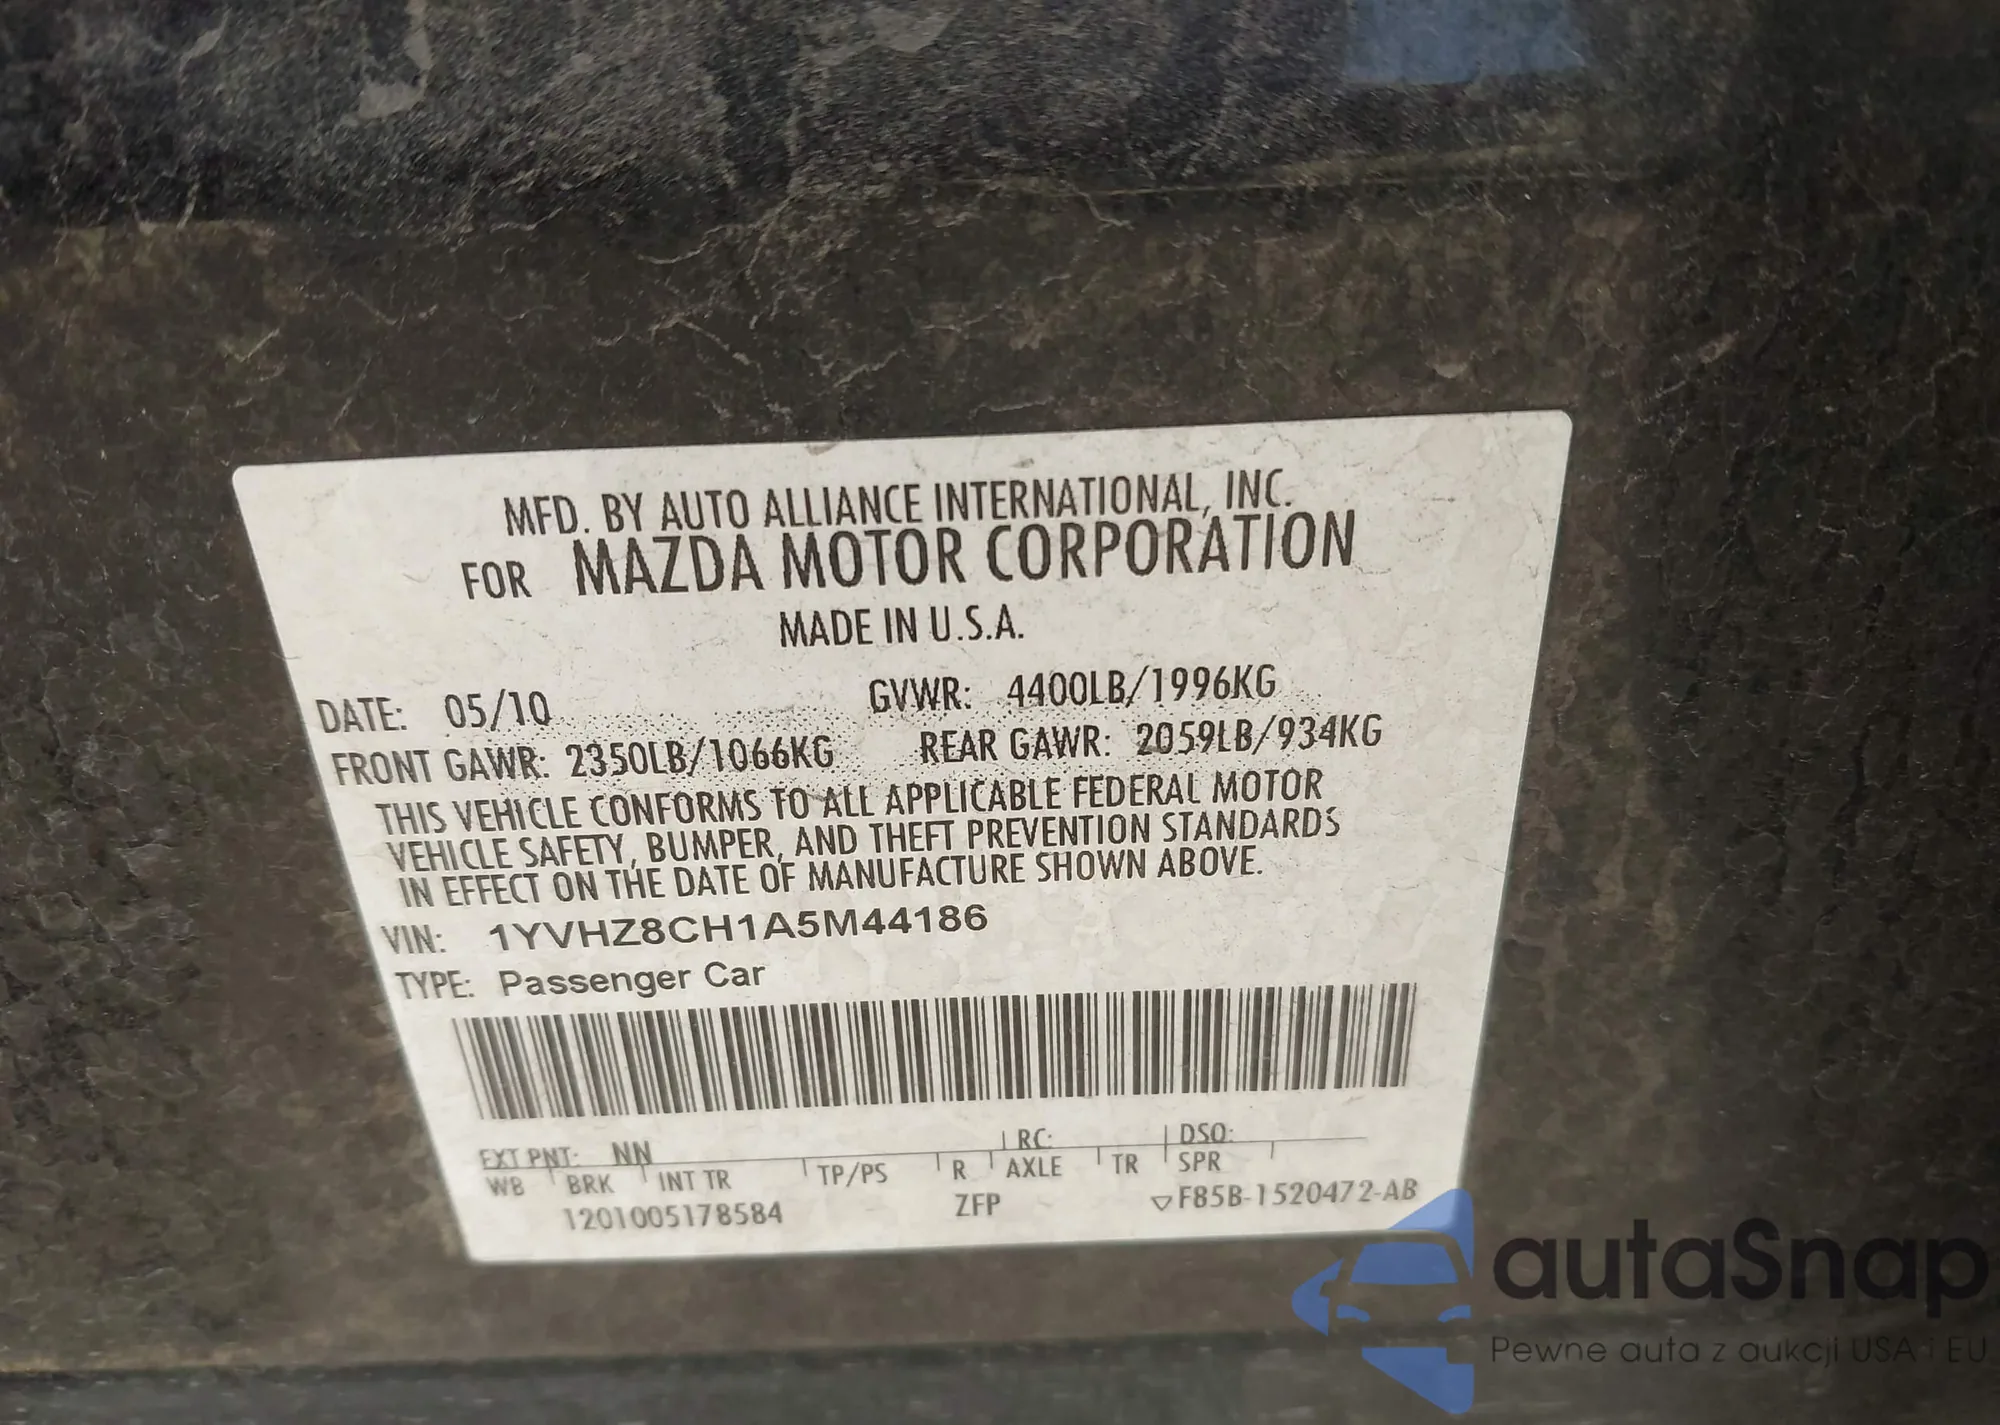 MFD. BY AUTO ALLIANCE INTERNATIONAL, INC.
FOR MAZDA MOTOR CORPORATION
MADE IN U.S.A.
DATE: 05/10 GVWR: 4400LB/1996KG
FRONT GAWR: 2350LB/1066KG REAR GAWR: 2059LB/934KG
THIS VEHICLE CONFORMS TO ALL APPLICABLE FEDERAL MOTOR
VEHICLE SAFETY, BUMPER, AND THEFT PREVENTION STANDARDS
IN EFFECT ON THE DATE OF MANUFACTURE SHOWN ABOVE.
VIN: 1YVHZ8CH1A5M44186
TYPE: Passenger Car
EXT PNT: NN RC: DSO:
WB BRK INT TR TP/PS R AXLE TR SPR
1201005178584 ZFP ▽F85B-1520472-AB
autaSnap
Pewne auta z aukcji USA i EU